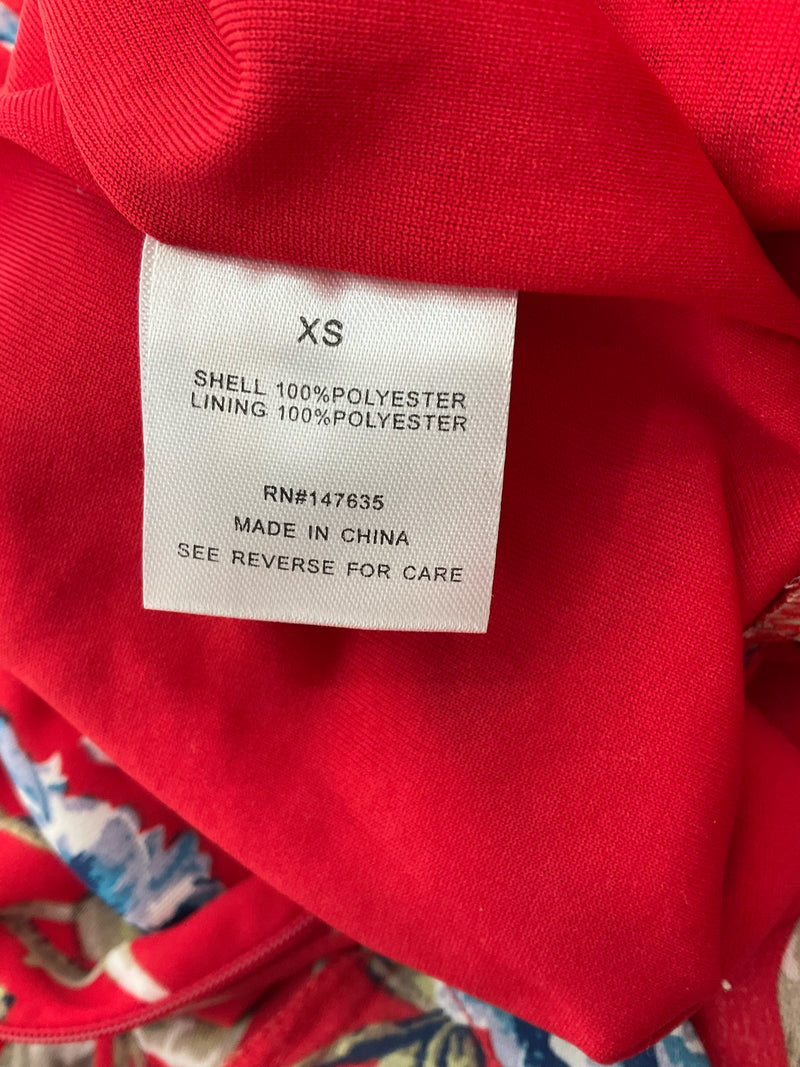 XS
SHELL 100%POLYESTER
LINING 100%POLYESTER
RN#147635
MADE IN CHINA
SEE REVERSE FOR CARE